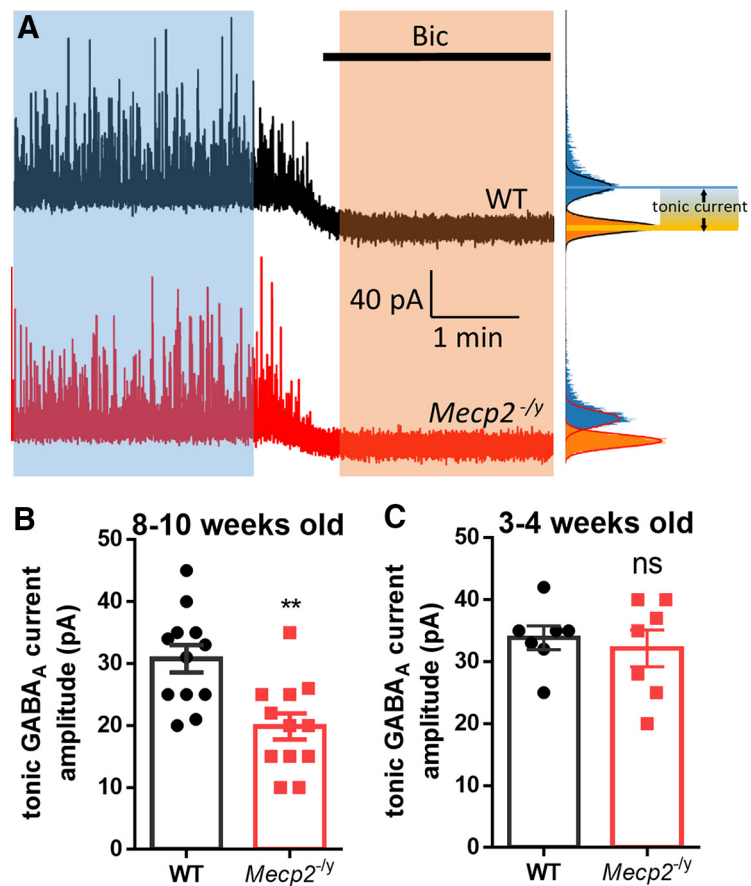 A
Bic
WT
tonic current
40 pA
1 min
Mecp2 -/y
B
8-10 weeks old
tonic GABAA current
amplitude (pA)
50
40
30
20
10
0
**
WT
Mecp2-/y
C
3-4 weeks old
tonic GABAA current
amplitude (pA)
50
40
30
20
10
0
ns
WT
Mecp2-/y